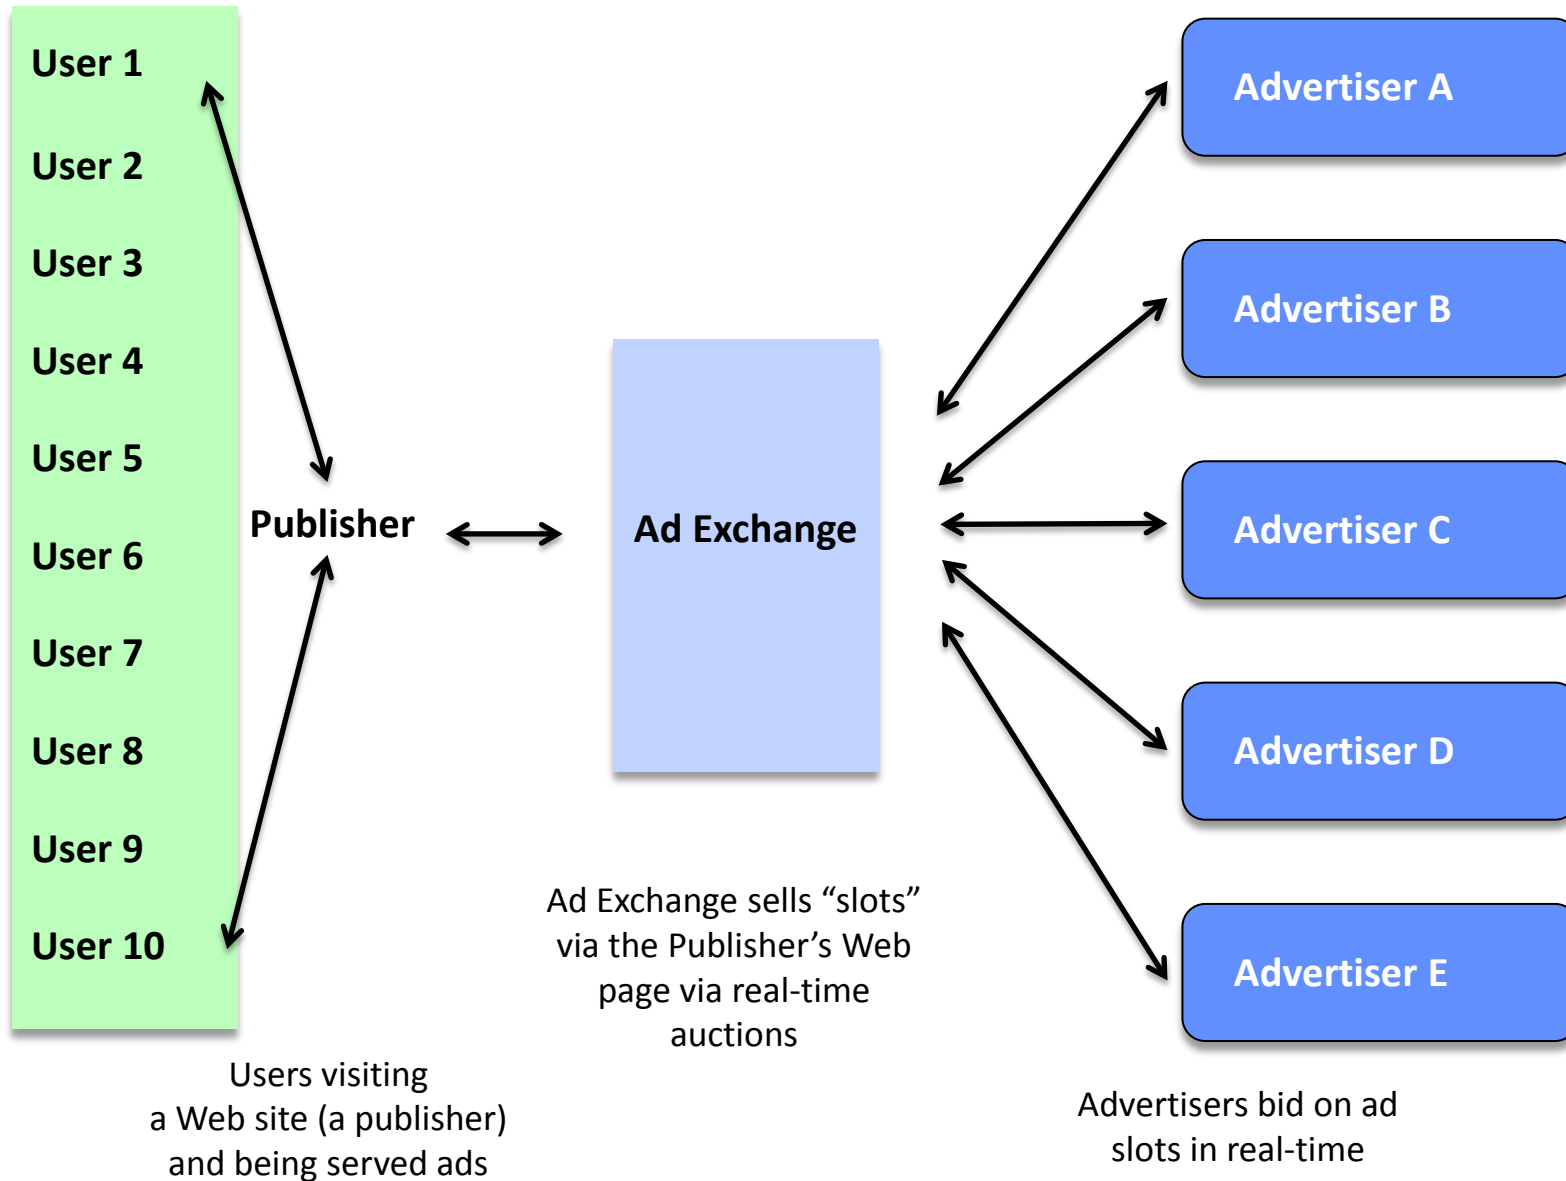 User 1
User 2
User 3
User 4
User 5
User 6
User 7
User 8
User 9
User 10
Publisher
Ad Exchange
Advertiser A
Advertiser B
Advertiser C
Advertiser D
Advertiser E
Users visiting
a Web site (a publisher)
and being served ads
Ad Exchange sells “slots”
via the Publisher’s Web
page via real-time
auctions
Advertisers bid on ad
slots in real-time